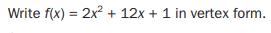 Write f(x) = 2x² + 12x + 1 in vertex form.